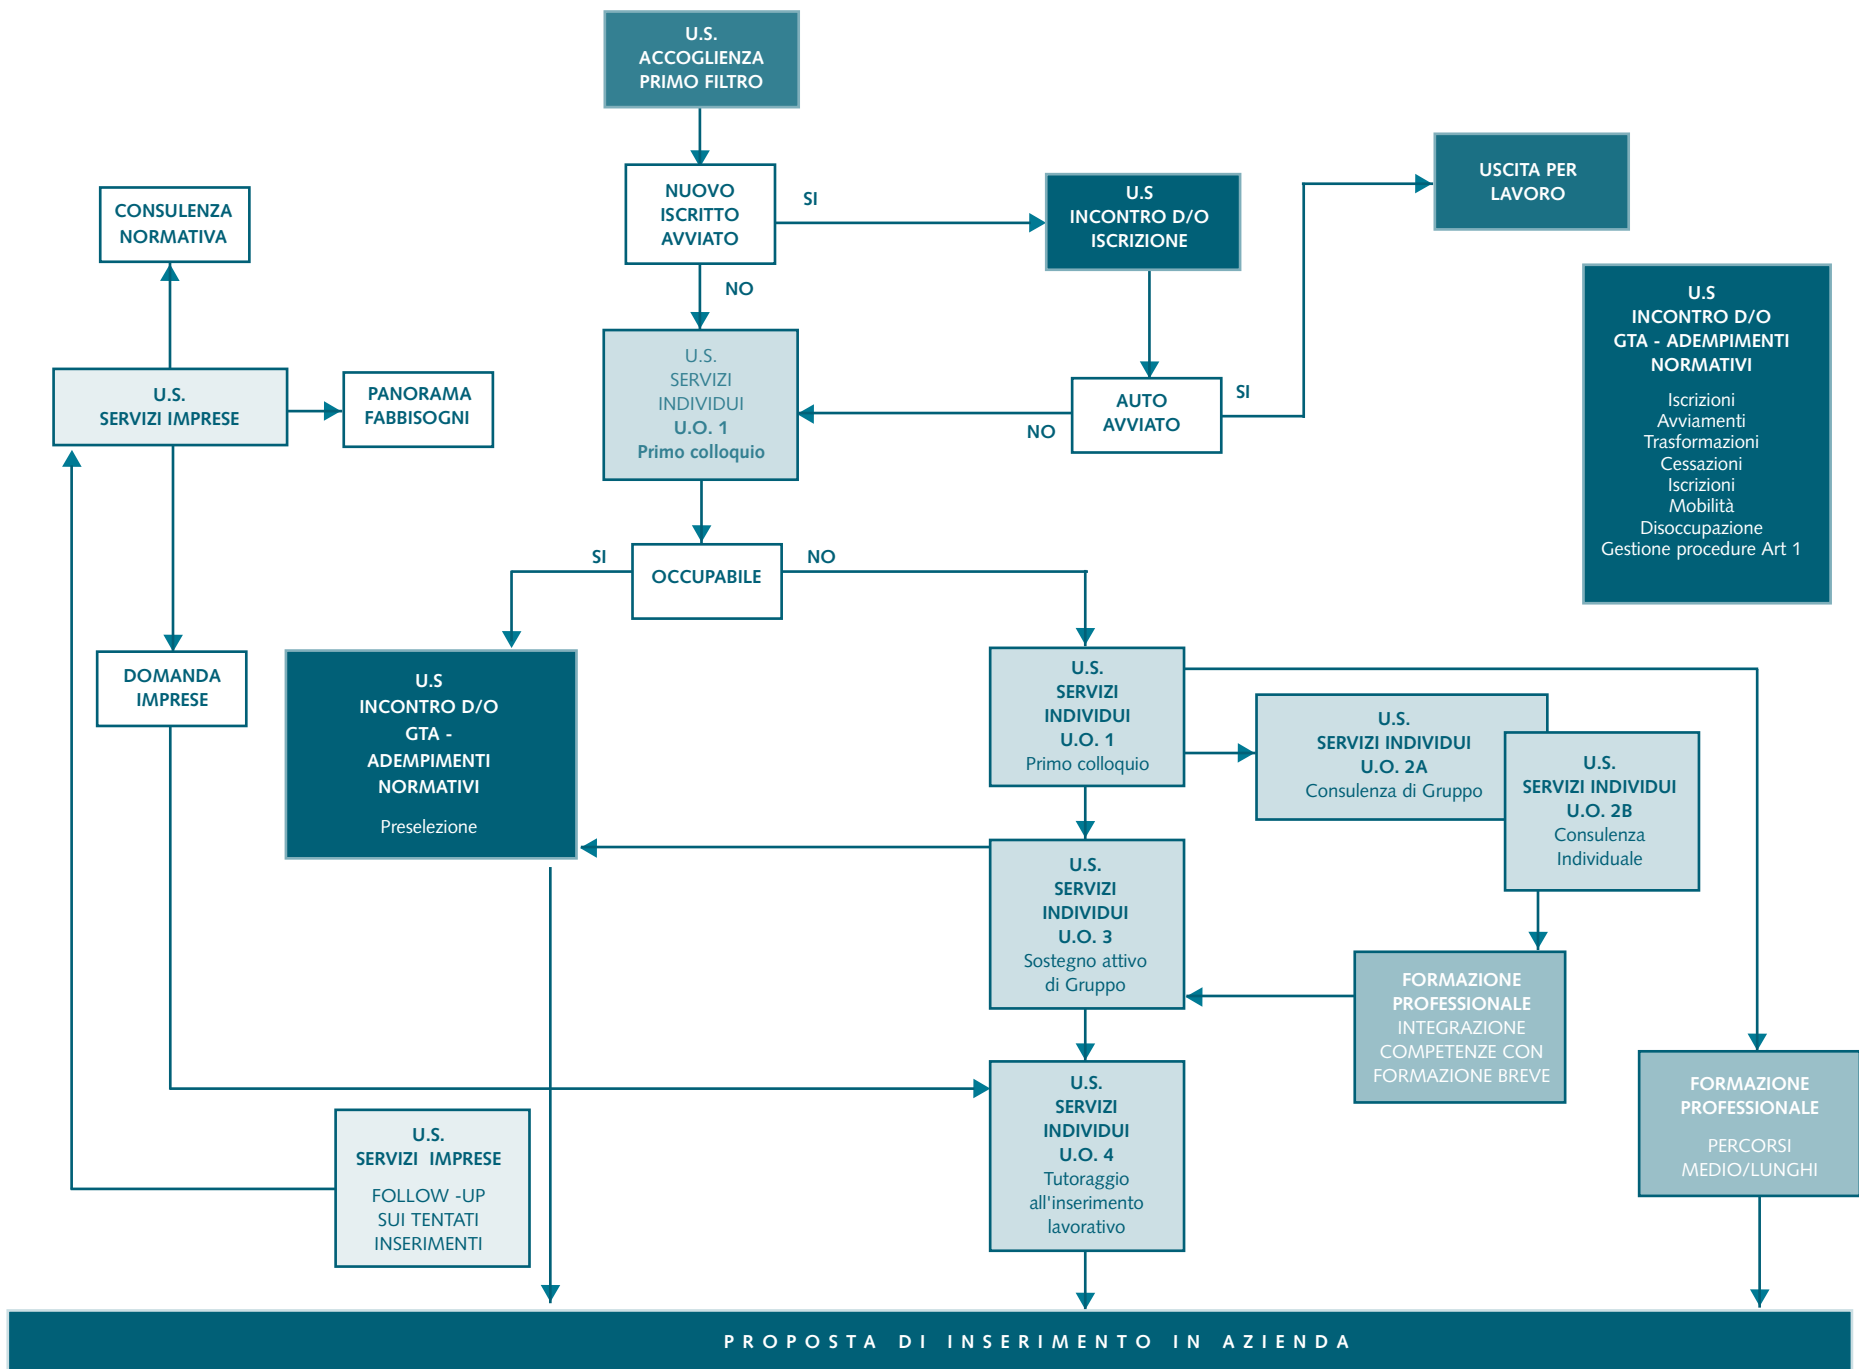 U.S.
ACCOGLIENZA
PRIMO FILTRO
NUOVO
ISCRITTO
AVVIATO
SI
NO
U.S
INCONTRO D/O
ISCRIZIONE
USCITA PER
LAVORO
CONSULENZA
NORMATIVA
U.S
INCONTRO D/O
GTA - ADEMPIMENTI
NORMATIVI
Iscrizioni
Avviamenti
Trasformazioni
Cessazioni
Iscrizioni
Mobilità
Disoccupazione
Gestione procedure Art 1
U.S.
SERVIZI IMPRESE
PANORAMA
FABBISOGNI
U.S.
SERVIZI
INDIVIDUI
U.O. 1
Primo colloquio
AUTO
AVVIATO
SI
NO
SI
OCCUPABILE
NO
DOMANDA
IMPRESE
U.S
INCONTRO D/O
GTA -
ADEMPIMENTI
NORMATIVI
Preselezione
U.S.
SERVIZI
INDIVIDUI
U.O. 1
Primo colloquio
U.S.
SERVIZI INDIVIDUI
U.O. 2A
Consulenza di Gruppo
U.S.
SERVIZI INDIVIDUI
U.O. 2B
Consulenza
Individuale
U.S.
SERVIZI
INDIVIDUI
U.O. 3
Sostegno attivo
di Gruppo
FORMAZIONE
PROFESSIONALE
INTEGRAZIONE
COMPETENZE CON
FORMAZIONE BREVE
FORMAZIONE
PROFESSIONALE
PERCORSI
MEDIO/LUNGHI
U.S.
SERVIZI
INDIVIDUI
U.O. 4
Tutoraggio
all'inserimento
lavorativo
U.S.
SERVIZI IMPRESE
FOLLOW -UP
SUI TENTATI
INSERIMENTI
PROPOSTA DI INSERIMENTO IN AZIENDA